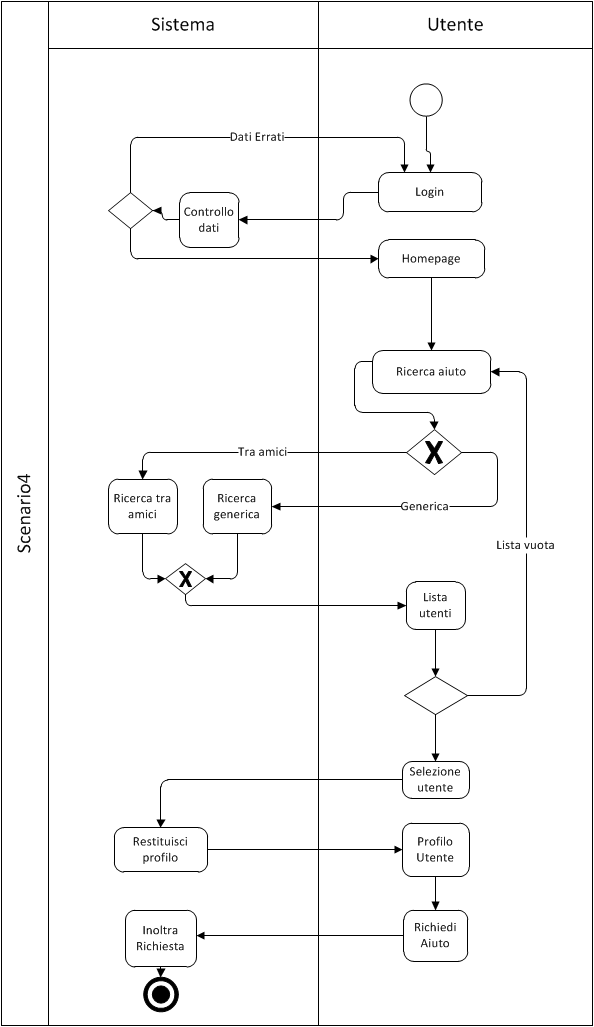 Sistema
Utente
Scenario4
Dati Errati
Login
Controllo
dati
Homepage
Ricerca aiuto
X
Tra amici
Ricerca tra
amici
Ricerca
generica
Generica
Lista vuota
X
Lista
utenti
Selezione
utente
Restituisci
profilo
Profilo
Utente
Inoltra
Richiesta
Richiedi
Aiuto